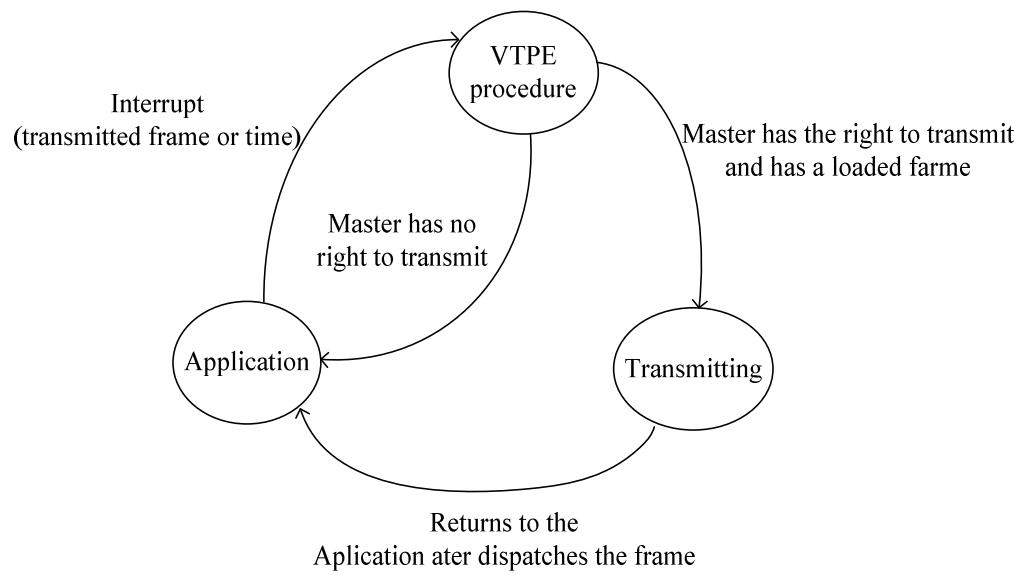 VTPE
procedure
Interrupt
(transmitted frame or time)
Master has the right to transmit
and has a loaded farme
Master has no
right to transmit
Application
Transmitting
Returns to the
Aplication ater dispatches the frame